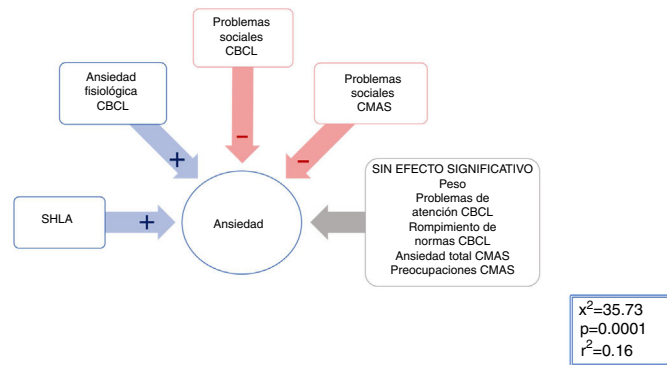 Problemas
sociales
CBCL
Ansiedad
fisiológica
CBCL
Problemas
sociales
CMAS
–
+
–
SHLA
+
Ansiedad
SIN EFECTO SIGNIFICATIVO
Peso
Problemas de
atención CBCL
Rompimiento de
normas CBCL
Ansiedad total CMAS
Preocupaciones CMAS
x²=35.73
p=0.0001
r²=0.16